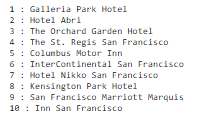 1 : Galleria Park Hotel
2 : Hotel Abri
3 : The Orchard Garden Hotel
4 : The St. Regis San Francisco
5 : Columbus Motor Inn
6 : InterContinental San Francisco
7 : Hotel Nikko San Francisco
8 : Kensington Park Hotel
9 : San Francisco Marriott Marquis
10 : Inn San Francisco